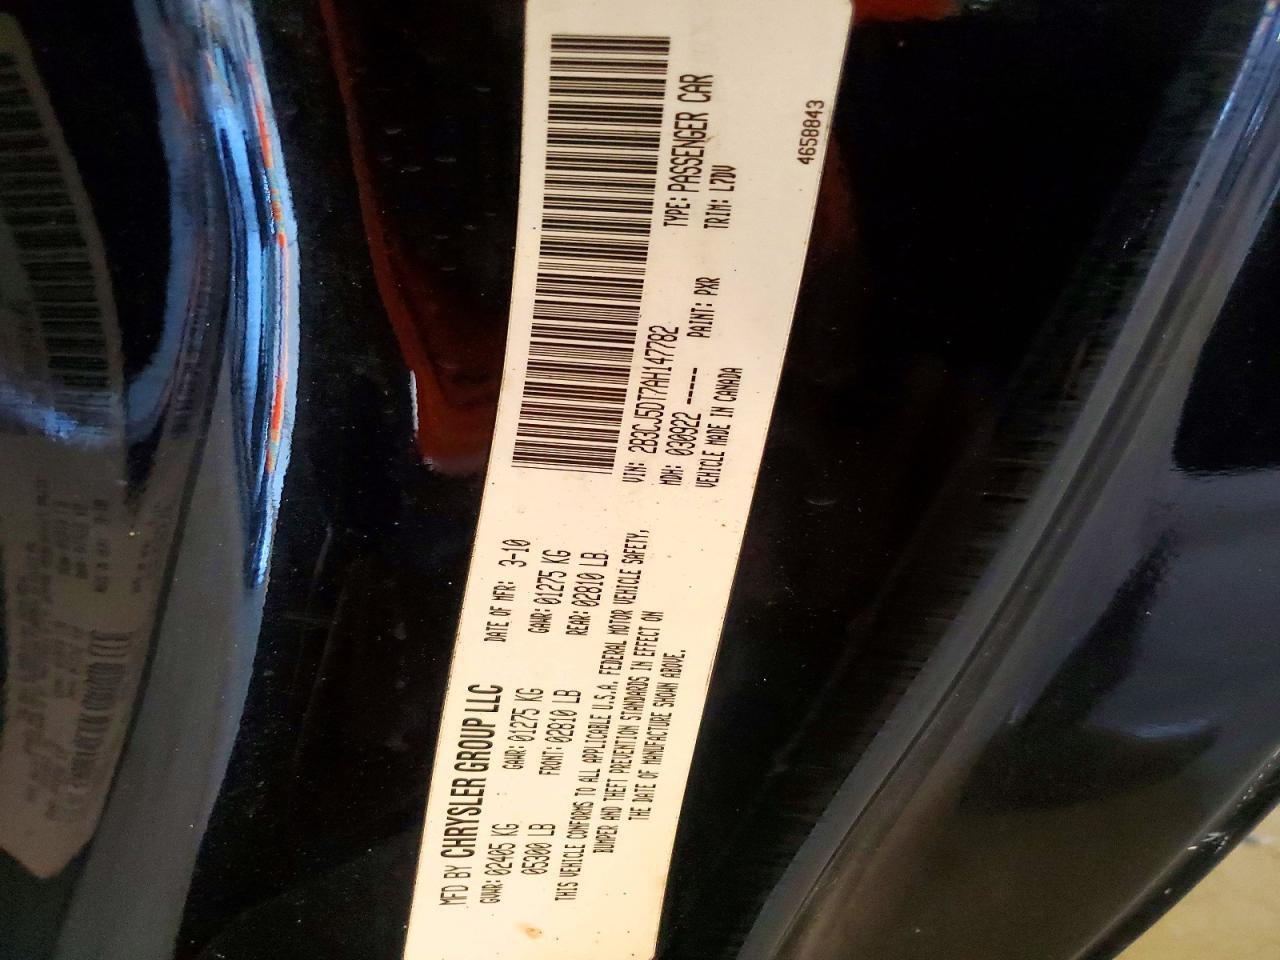 MFD BY CHRYSLER GROUP LLC
DATE OF MFR: 3-10
GVWR: 02405 KG
GAWR: 01275 KG
GAWR: 01275 KG
05300 LB
FRONT: 02810 LB
REAR: 02810 LB.
THIS VEHICLE CONFORMS TO ALL APPLICABLE U.S.A. FEDERAL MOTOR VEHICLE SAFETY,
BUMPER AND THEFT PREVENTION STANDARDS IN EFFECT ON
THE DATE OF MANUFACTURE SHOWN ABOVE.
VIN: 2B3CJ5DT7AH147782
TYPE: PASSENGER CAR
MDH: 030922 -----
PAINT: PXR
TRIM: L7DV
VEHICLE MADE IN CANADA
4658843